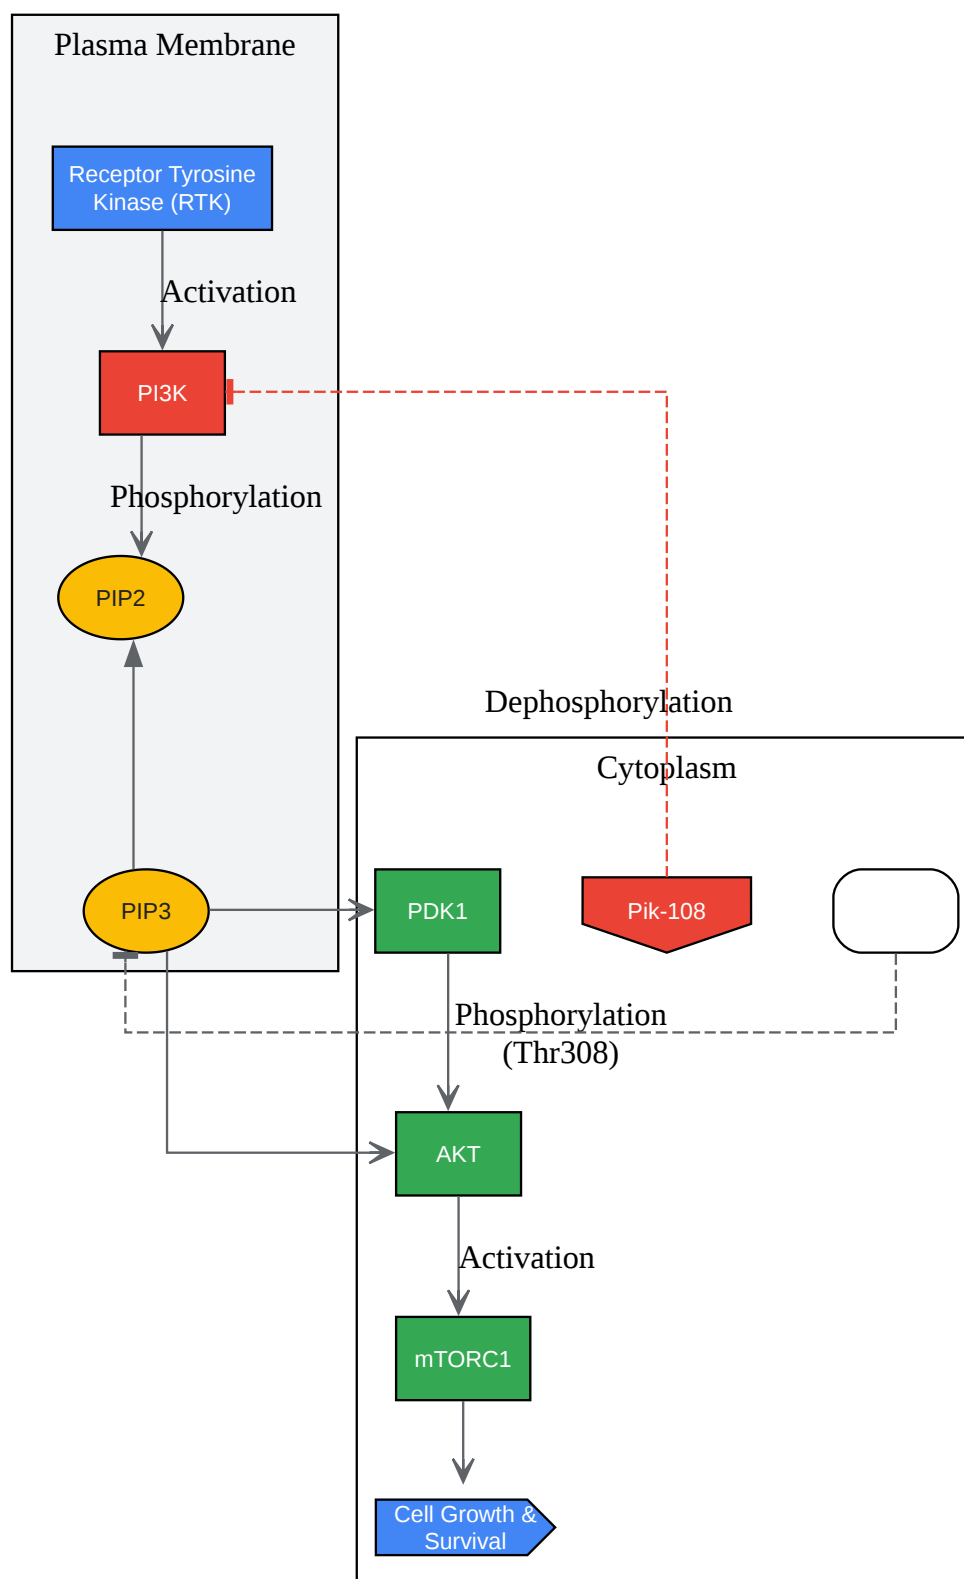 Plasma Membrane
Receptor Tyrosine
Kinase (RTK)
Activation
PI3K
Phosphorylation
PIP2
Dephosphorylation
Cytoplasm
PIP3
PDK1
Pik-108
Phosphorylation
(Thr308)
AKT
Activation
mTORC1
Cell Growth &
Survival